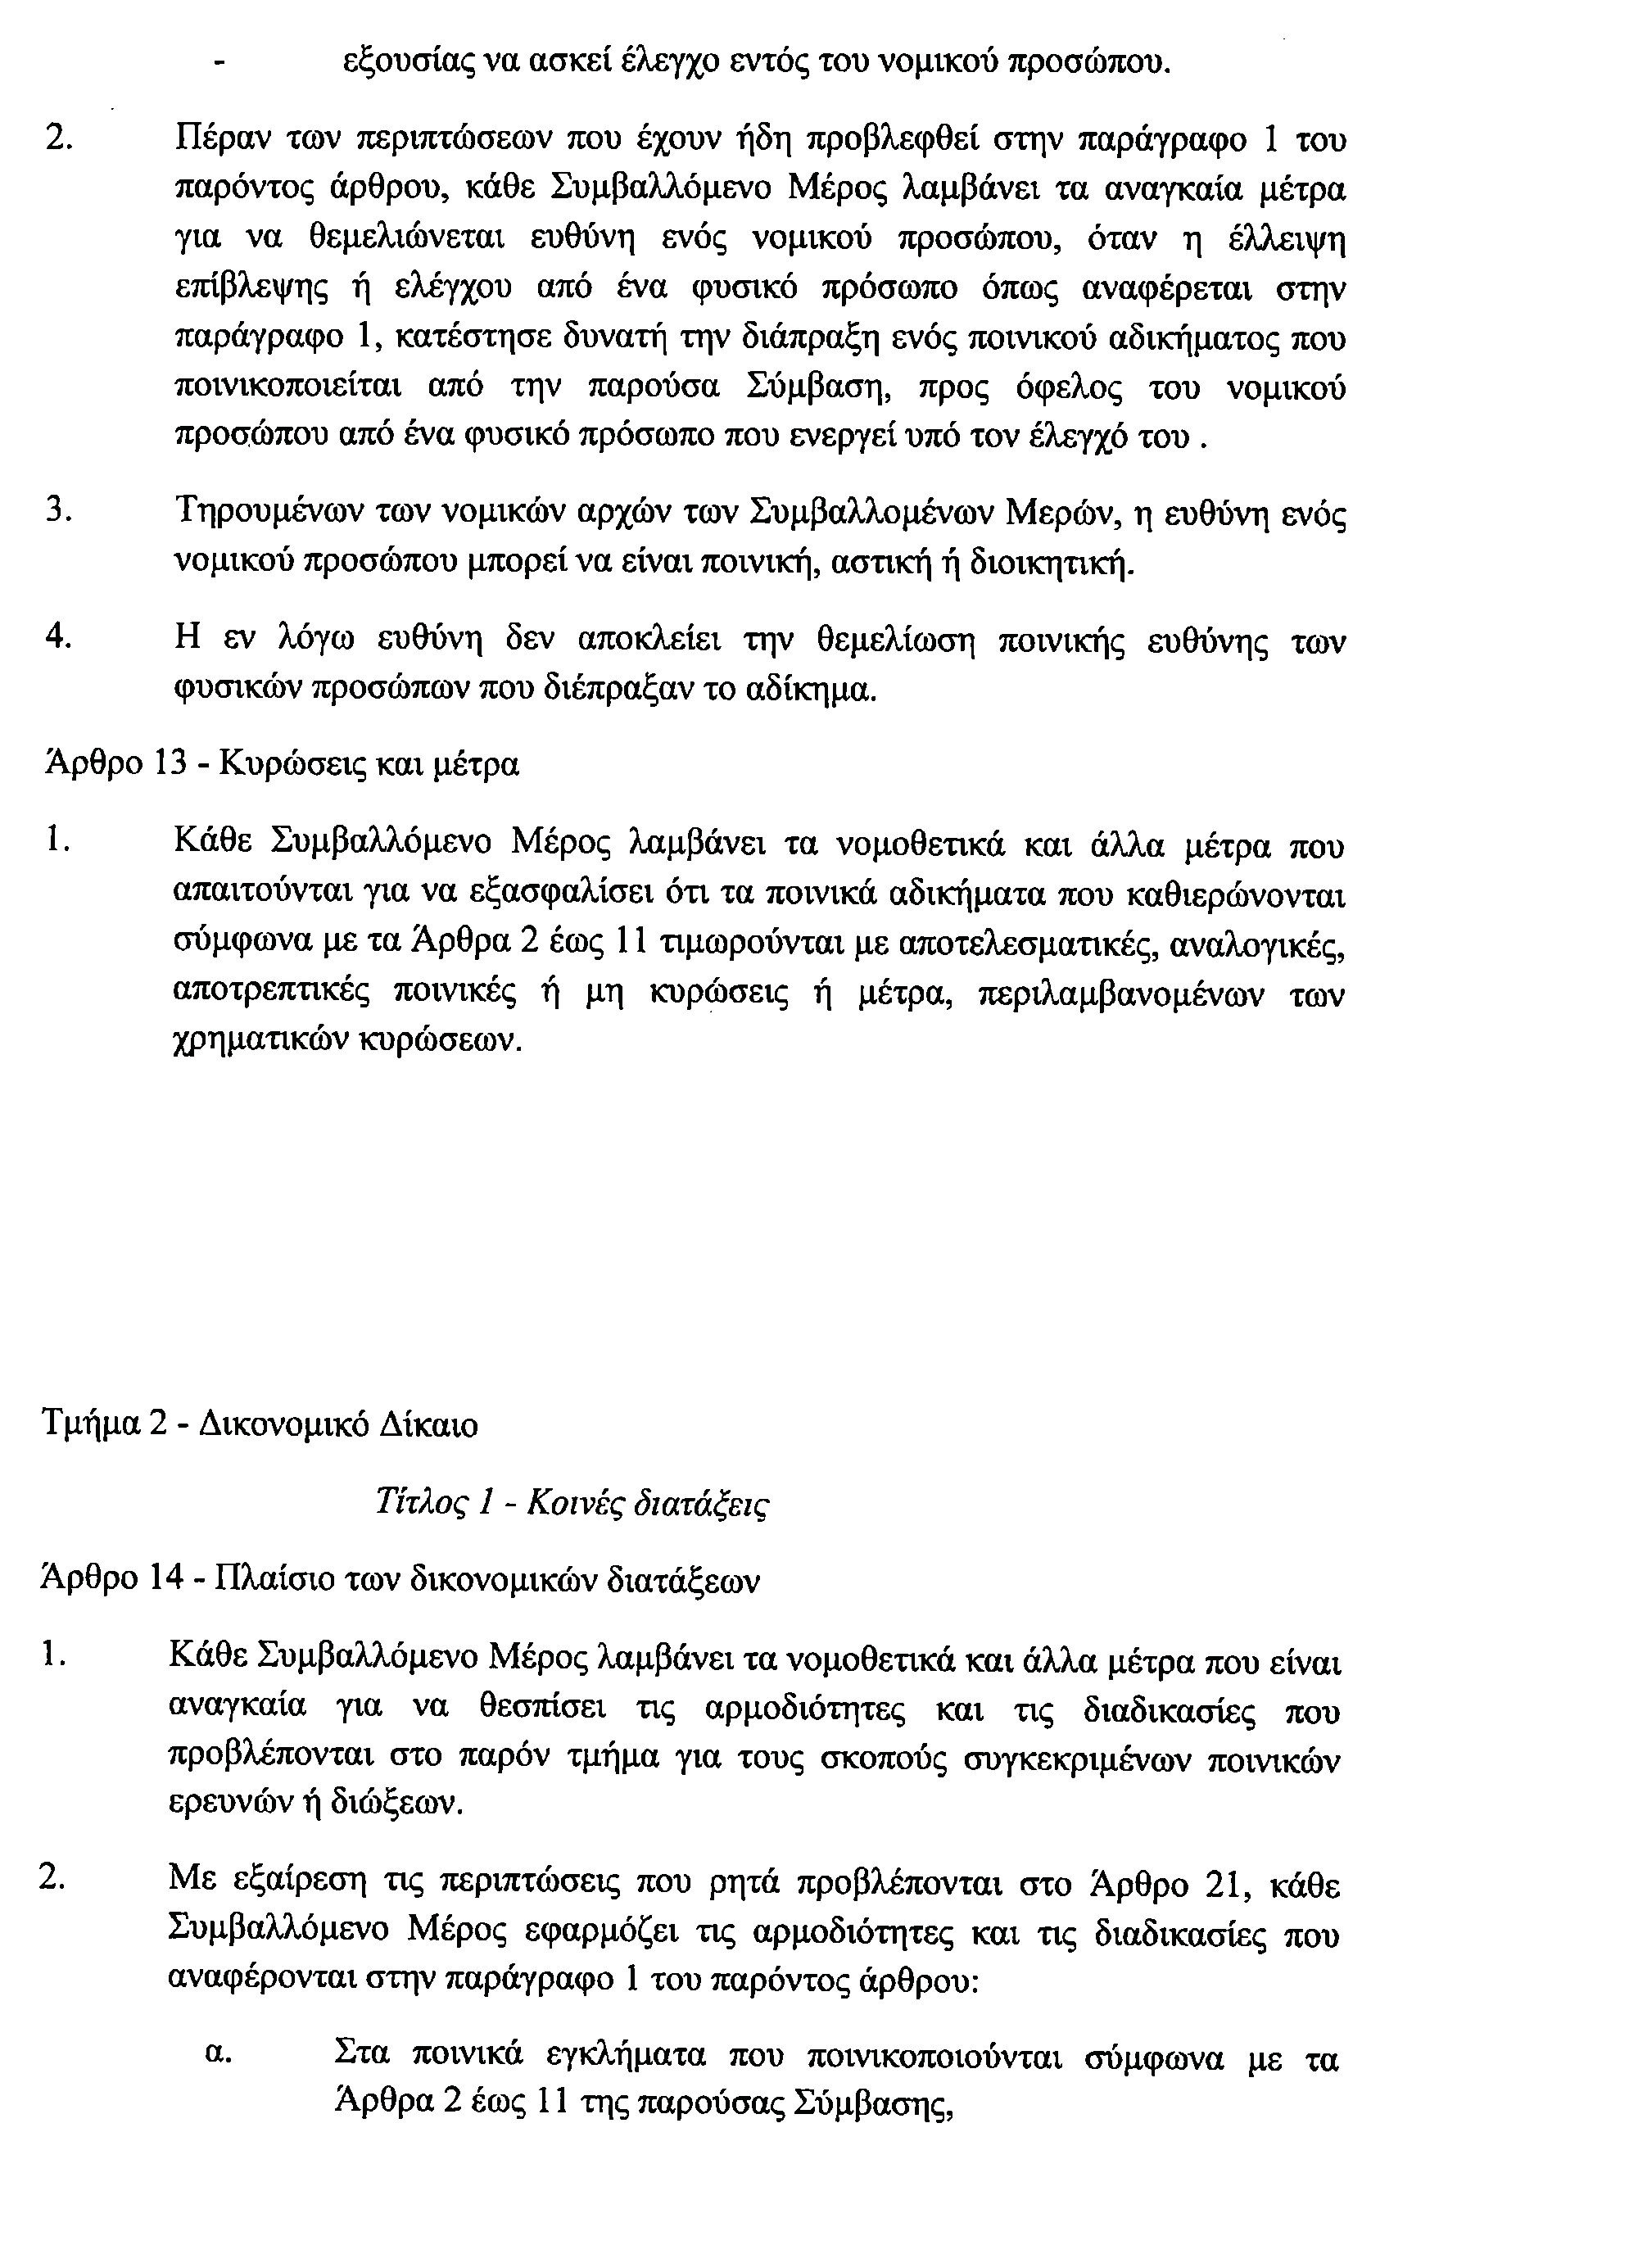 - εξουσίας να ασκεί έλεγχο εντός του νομικού προσώπου.
2. Πέραν των περιπτώσεων που έχουν ήδη προβλεφθεί στην παράγραφο 1 του
παρόντος άρθρου, κάθε Συμβαλλόμενο Μέρος λαμβάνει τα αναγκαία μέτρα
για να θεμελιώνεται ευθύνη ενός νομικού προσώπου, όταν η έλλειψη
επίβλεψης ή ελέγχου από ένα φυσικό πρόσωπο όπως αναφέρεται στην
παράγραφο 1, κατέστησε δυνατή την διάπραξη ενός ποινικού αδικήματος που
ποινικοποιείται από την παρούσα Σύμβαση, προς όφελος του νομικού
προσώπου από ένα φυσικό πρόσωπο που ενεργεί υπό τον έλεγχό του .
3. Τηρουμένων των νομικών αρχών των Συμβαλλομένων Μερών, η ευθύνη ενός
νομικού προσώπου μπορεί να είναι ποινική, αστική ή διοικητική.
4. Η εν λόγω ευθύνη δεν αποκλείει την θεμελίωση ποινικής ευθύνης των
φυσικών προσώπων που διέπραξαν το αδίκημα.
Άρθρο 13 - Κυρώσεις και μέτρα
1. Κάθε Συμβαλλόμενο Μέρος λαμβάνει τα νομοθετικά και άλλα μέτρα που
απαιτούνται για να εξασφαλίσει ότι τα ποινικά αδικήματα που καθιερώνονται
σύμφωνα με τα Άρθρα 2 έως 11 τιμωρούνται με αποτελεσματικές, αναλογικές,
αποτρεπτικές ποινικές ή μη κυρώσεις ή μέτρα, περιλαμβανομένων των
χρηματικών κυρώσεων.
Τμήμα 2 - Δικονομικό Δίκαιο
Τίτλος 1 - Κοινές διατάξεις
Άρθρο 14 - Πλαίσιο των δικονομικών διατάξεων
1. Κάθε Συμβαλλόμενο Μέρος λαμβάνει τα νομοθετικά και άλλα μέτρα που είναι
αναγκαία για να θεσπίσει τις αρμοδιότητες και τις διαδικασίες που
προβλέπονται στο παρόν τμήμα για τους σκοπούς συγκεκριμένων ποινικών
ερευνών ή διώξεων.
2. Με εξαίρεση τις περιπτώσεις που ρητά προβλέπονται στο Άρθρο 21, κάθε
Συμβαλλόμενο Μέρος εφαρμόζει τις αρμοδιότητες και τις διαδικασίες που
αναφέρονται στην παράγραφο 1 του παρόντος άρθρου:
α. Στα ποινικά εγκλήματα που ποινικοποιούνται σύμφωνα με τα
Άρθρα 2 έως 11 της παρούσας Σύμβασης,